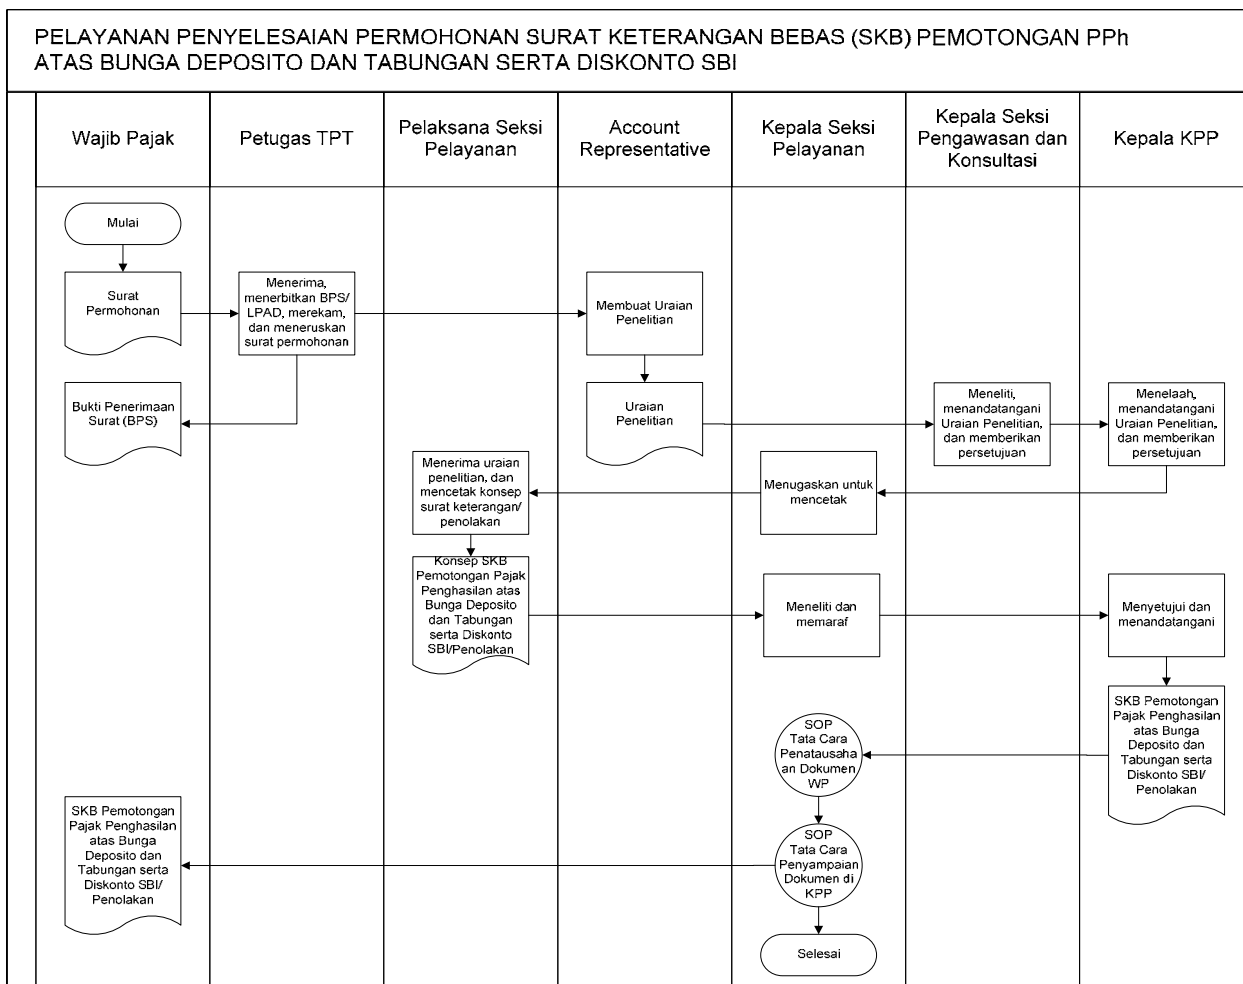 PELAYANAN PENYELESAIAN PERMOHONAN SURAT KETERANGAN BEBAS (SKB) PEMOTONGAN PPh
ATAS BUNGA DEPOSITO DAN TABUNGAN SERTA DISKONTO SBI
Wajib Pajak
Petugas TPT
Pelaksana Seksi
Pelayanan
Account
Representative
Kepala Seksi
Pelayanan
Kepala Seksi
Pengawasan dan
Konsultasi
Kepala KPP
Mulai
Surat
Permohonan
Menerima,
menerbitkan BPS/
LPAD, merekam,
dan meneruskan
surat permohonan
Membuat Uraian
Penelitian
Bukti Penerimaan
Surat (BPS)
Uraian
Penelitian
Meneliti,
menandatangani
Uraian Penelitian,
dan memberikan
persetujuan
Menelaah,
menandatangani
Uraian Penelitian,
dan memberikan
persetujuan
Menerima uraian
penelitian, dan
mencetak konsep
surat keterangan/
penolakan
Menugaskan untuk
mencetak
Konsep SKB
Pemotongan Pajak
Penghasilan atas
Bunga Deposito
dan Tabungan
serta Diskonto
SBI/Penolakan
Meneliti dan
memaraf
Menyetujui dan
menandatangani
SKB Pemotongan
Pajak Penghasilan
atas Bunga
Deposito dan
Tabungan serta
Diskonto SBI/
Penolakan
SOP
Tata Cara
Penatausaha
an Dokumen
WP
SKB Pemotongan
Pajak Penghasilan
atas Bunga
Deposito dan
Tabungan serta
Diskonto SBI/
Penolakan
SOP
Tata Cara
Penyampaian
Dokumen di
KPP
Selesai